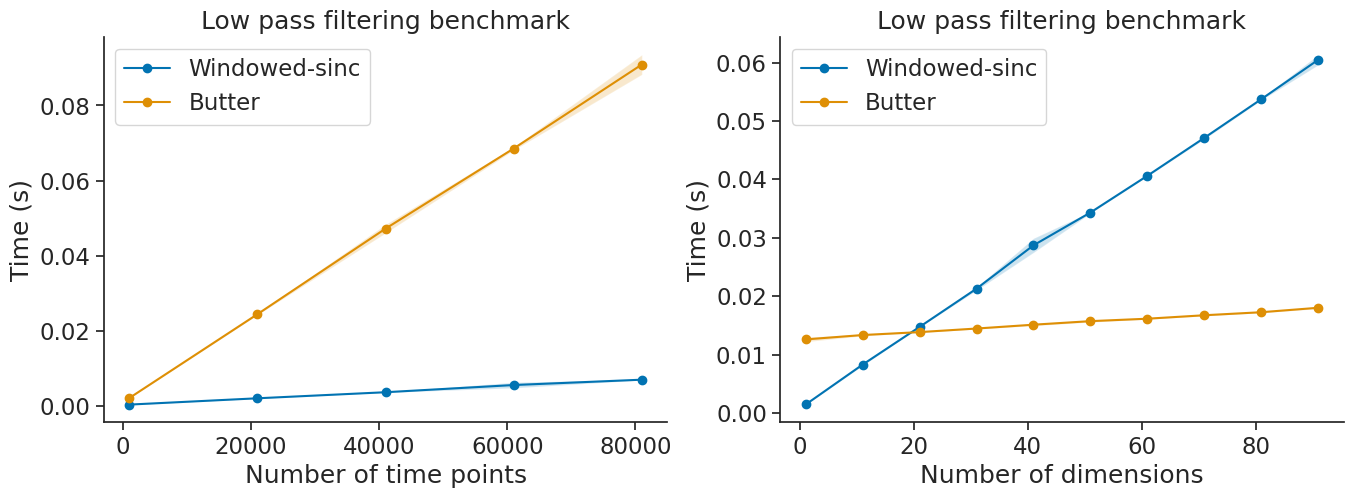 Low pass filtering benchmark
Windowed-sinc
Butter
Time (s)
0.08
0.06
0.04
0.02
0.00
0 20000 40000 60000 80000
Number of time points
Low pass filtering benchmark
Windowed-sinc
Butter
Time (s)
0.06
0.05
0.04
0.03
0.02
0.01
0.00
0 20 40 60 80
Number of dimensions